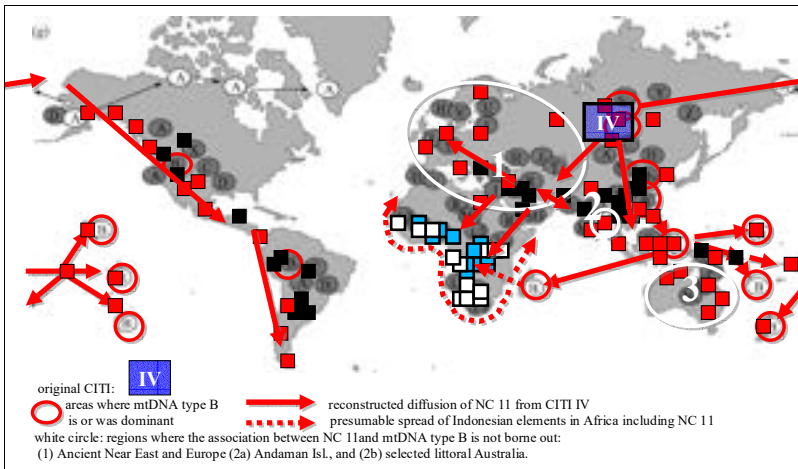 A
A
A
IV
1
2
3
IV
original CITI:
areas where mtDNA type B
is or was dominant
reconstructed diffusion of NC 11 from CITI IV
presumable spread of Indonesian elements in Africa including NC 11
white circle: regions where the association between NC 11and mtDNA type B is not borne out:
(1) Ancient Near East and Europe (2a) Andaman Isl., and (2b) selected littoral Australia.